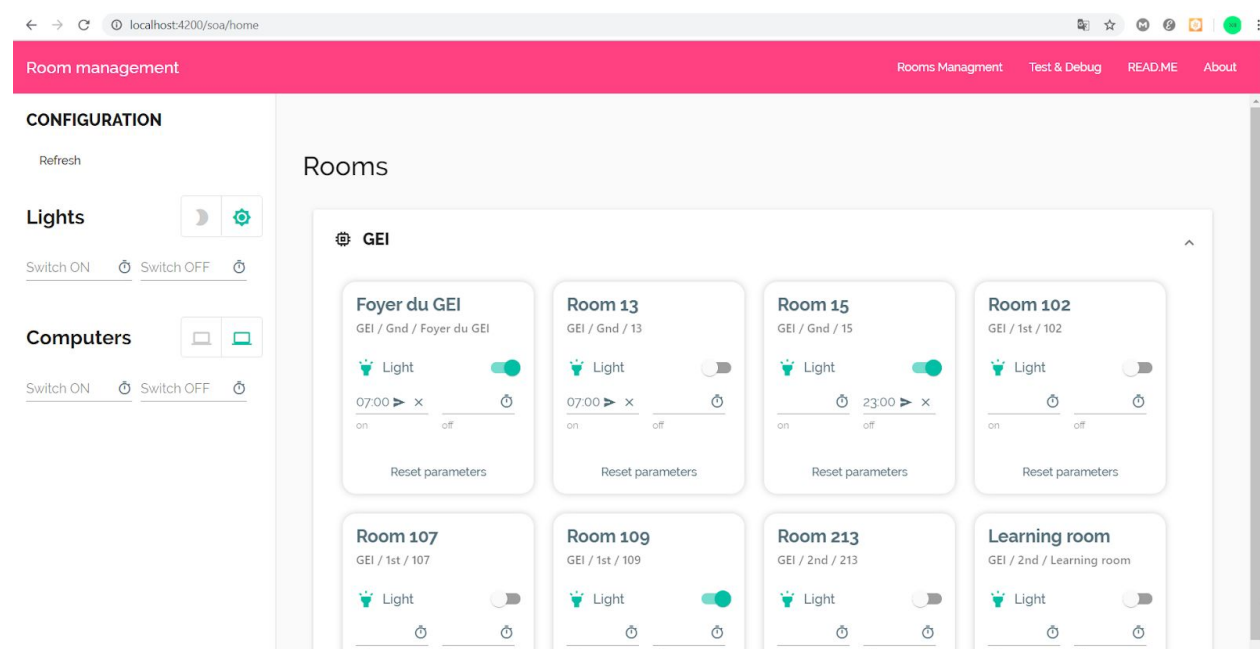 localhost:4200/soa/home
Room management
Rooms Managment Test & Debug READ.ME About
CONFIGURATION
Refresh
Lights
Switch ON Switch OFF
Computers
Switch ON Switch OFF
Rooms
GEI
Foyer du GEI
GEI / Gnd / Foyer du GEI
Light
07:00
on off
Reset parameters
Room 13
GEI / Gnd / 13
Light
07:00
on off
Reset parameters
Room 15
GEI / Gnd / 15
Light
23:00
on off
Reset parameters
Room 102
GEI / 1st / 102
Light
on off
Reset parameters
Room 107
GEI / 1st / 107
Light
Room 109
GEI / 1st / 109
Light
Room 213
GEI / 2nd / 213
Light
Learning room
GEI / 2nd / Learning room
Light